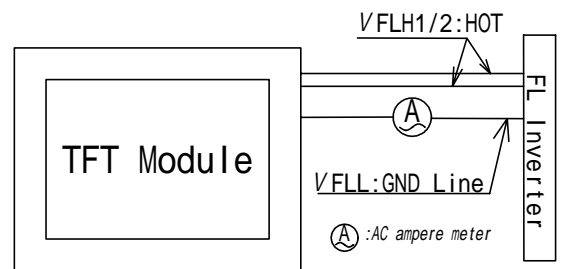 VFLH1/2:HOT
TFT Module
A
FL Inverter
VFLL:GND Line
A :AC ampere meter